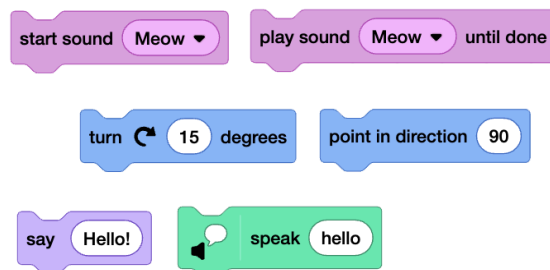 start sound Meow play sound Meow until done
turn 15 degrees point in direction 90
say Hello! speak hello